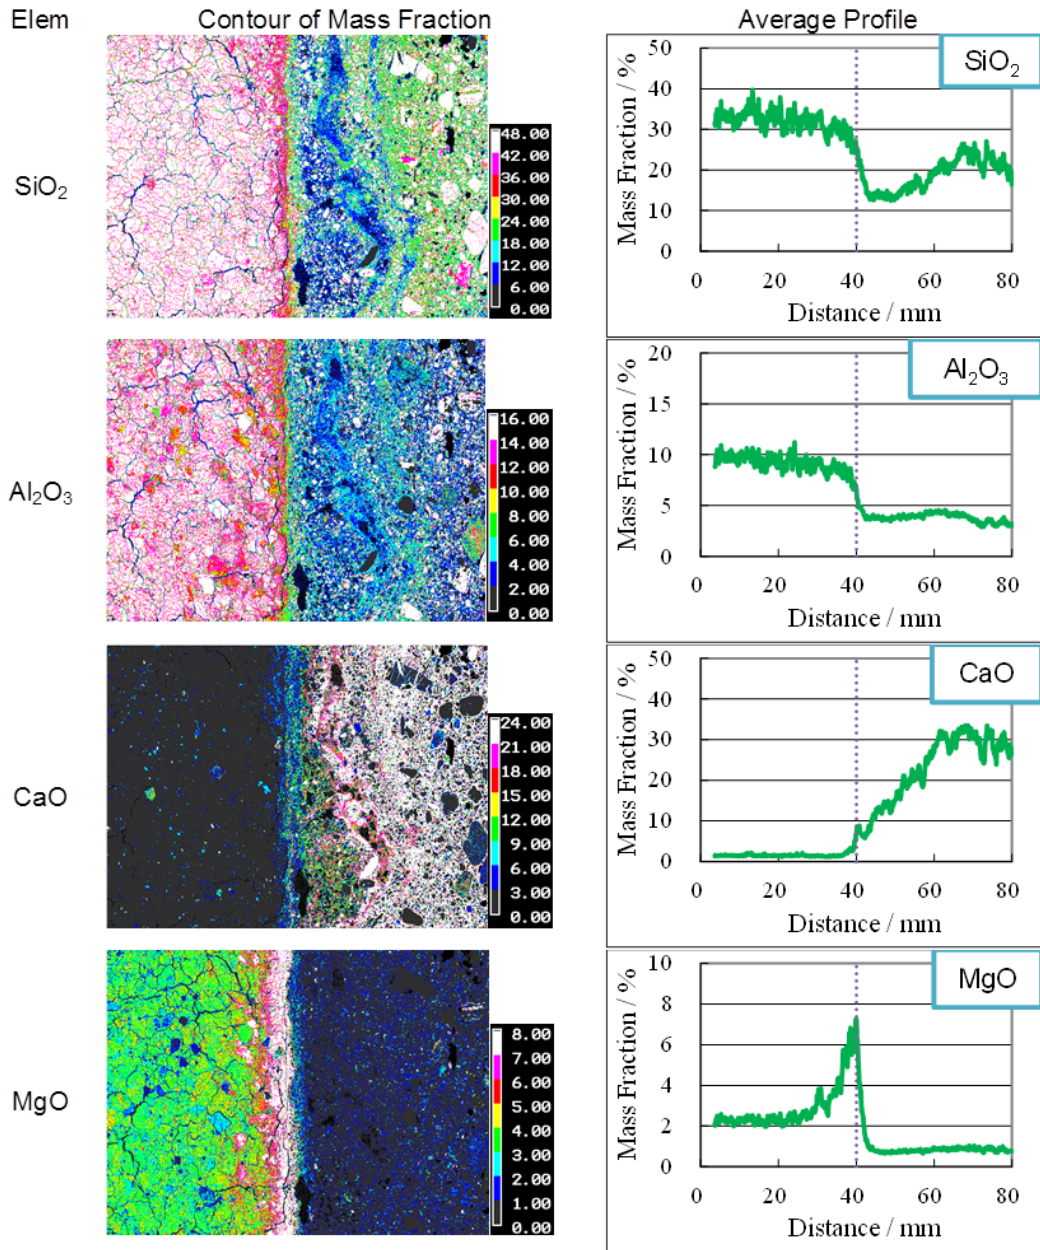 Elem Contour of Mass Fraction Average Profile
SiO2
48.00
42.00
36.00
30.00
24.00
18.00
12.00
6.00
0.00
Mass Fraction / %
50
40
30
20
10
0
SiO2
0 20 40 60 80
Distance / mm
Al2O3
16.00
14.00
12.00
10.00
8.00
6.00
4.00
2.00
0.00
Mass Fraction / %
20
15
10
5
0
Al2O3
0 20 40 60 80
Distance / mm
CaO
24.00
21.00
18.00
15.00
12.00
9.00
6.00
3.00
0.00
Mass Fraction / %
50
40
30
20
10
0
CaO
0 20 40 60 80
Distance / mm
MgO
8.00
7.00
6.00
5.00
4.00
3.00
2.00
1.00
0.00
Mass Fraction / %
10
8
6
4
2
0
MgO
0 20 40 60 80
Distance / mm